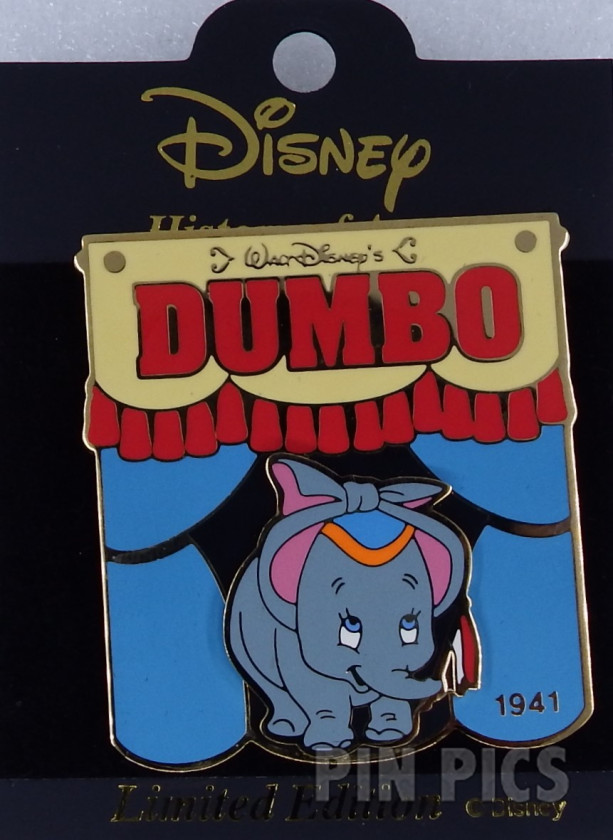 Disney
Walt Disney's
DUMBO
1941
PIN PICS
Limited Edition ©Disney